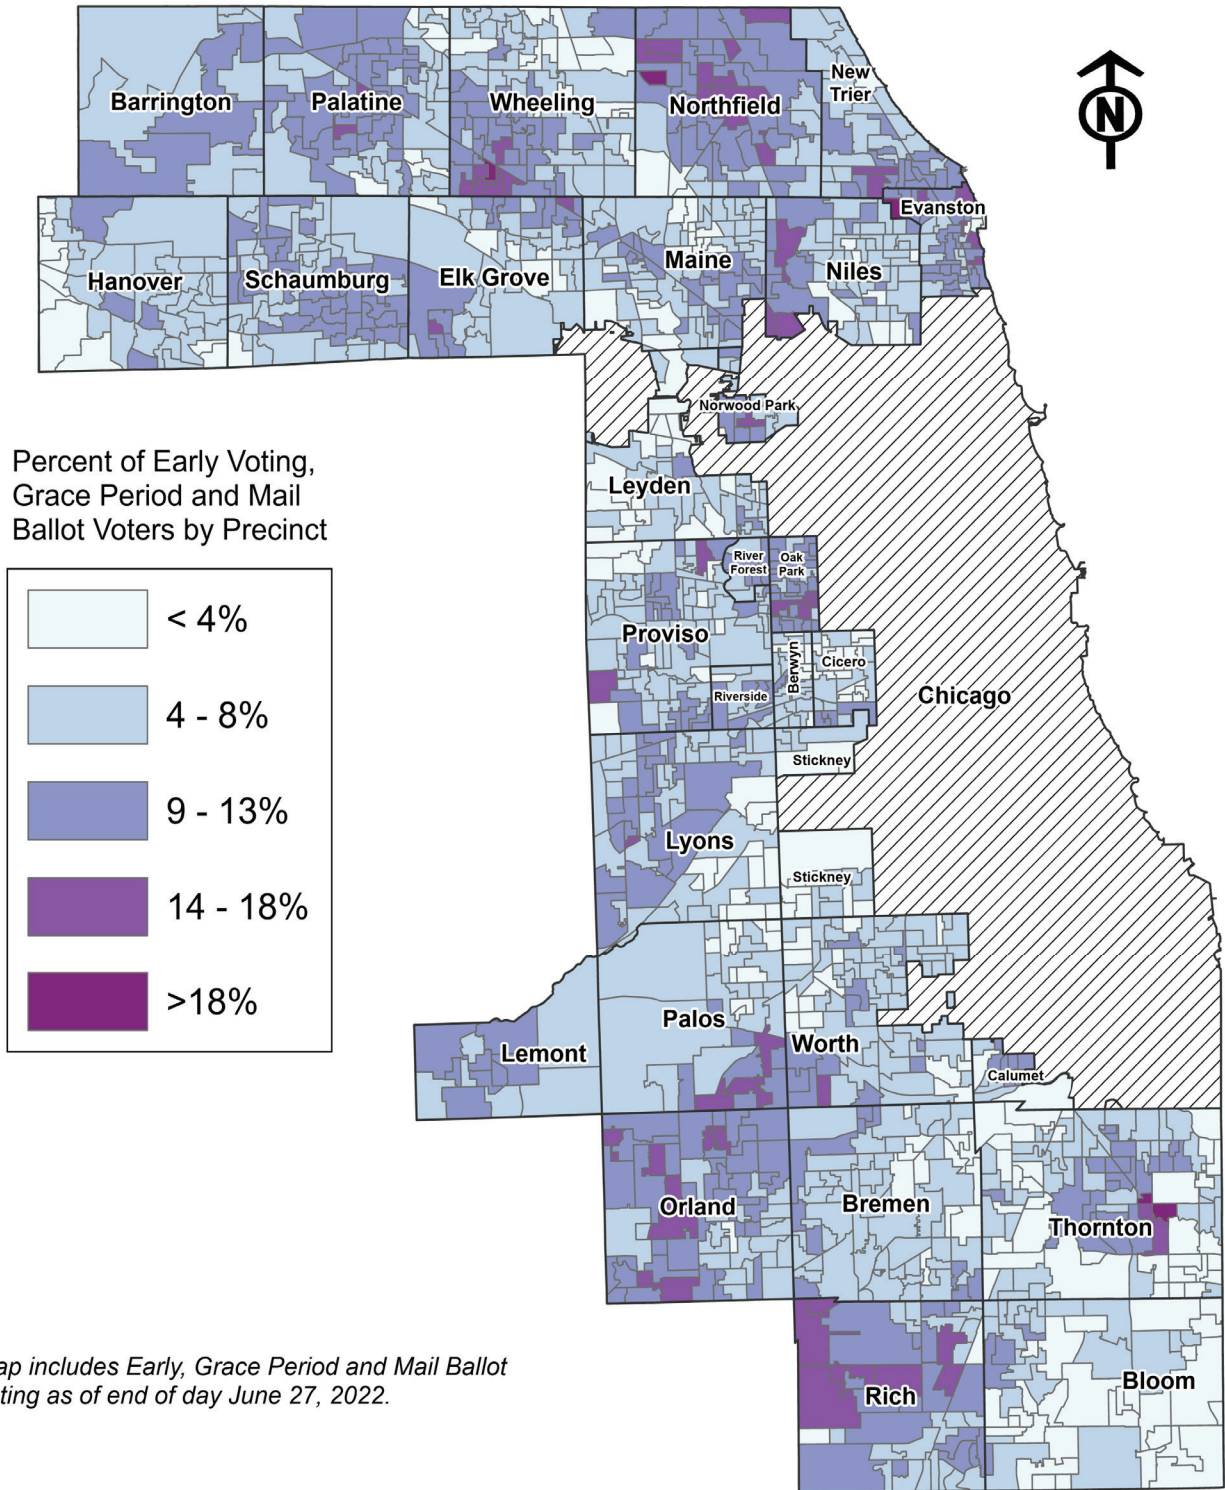 N
Barrington
Palatine
Wheeling
Northfield
New
Trier
Evanston
Hanover
Schaumburg
Elk Grove
Maine
Niles
Norwood Park
Leyden
Percent of Early Voting,
Grace Period and Mail
Ballot Voters by Precinct
< 4%
4 - 8%
9 - 13%
14 - 18%
>18%
River
Forest
Oak
Park
Proviso
Berwyn
Cicero
Riverside
Chicago
Stickney
Lyons
Stickney
Palos
Worth
Lemont
Calumet
Orland
Bremen
Thornton
Rich
Bloom
ap includes Early, Grace Period and Mail Ballot
ting as of end of day June 27, 2022.